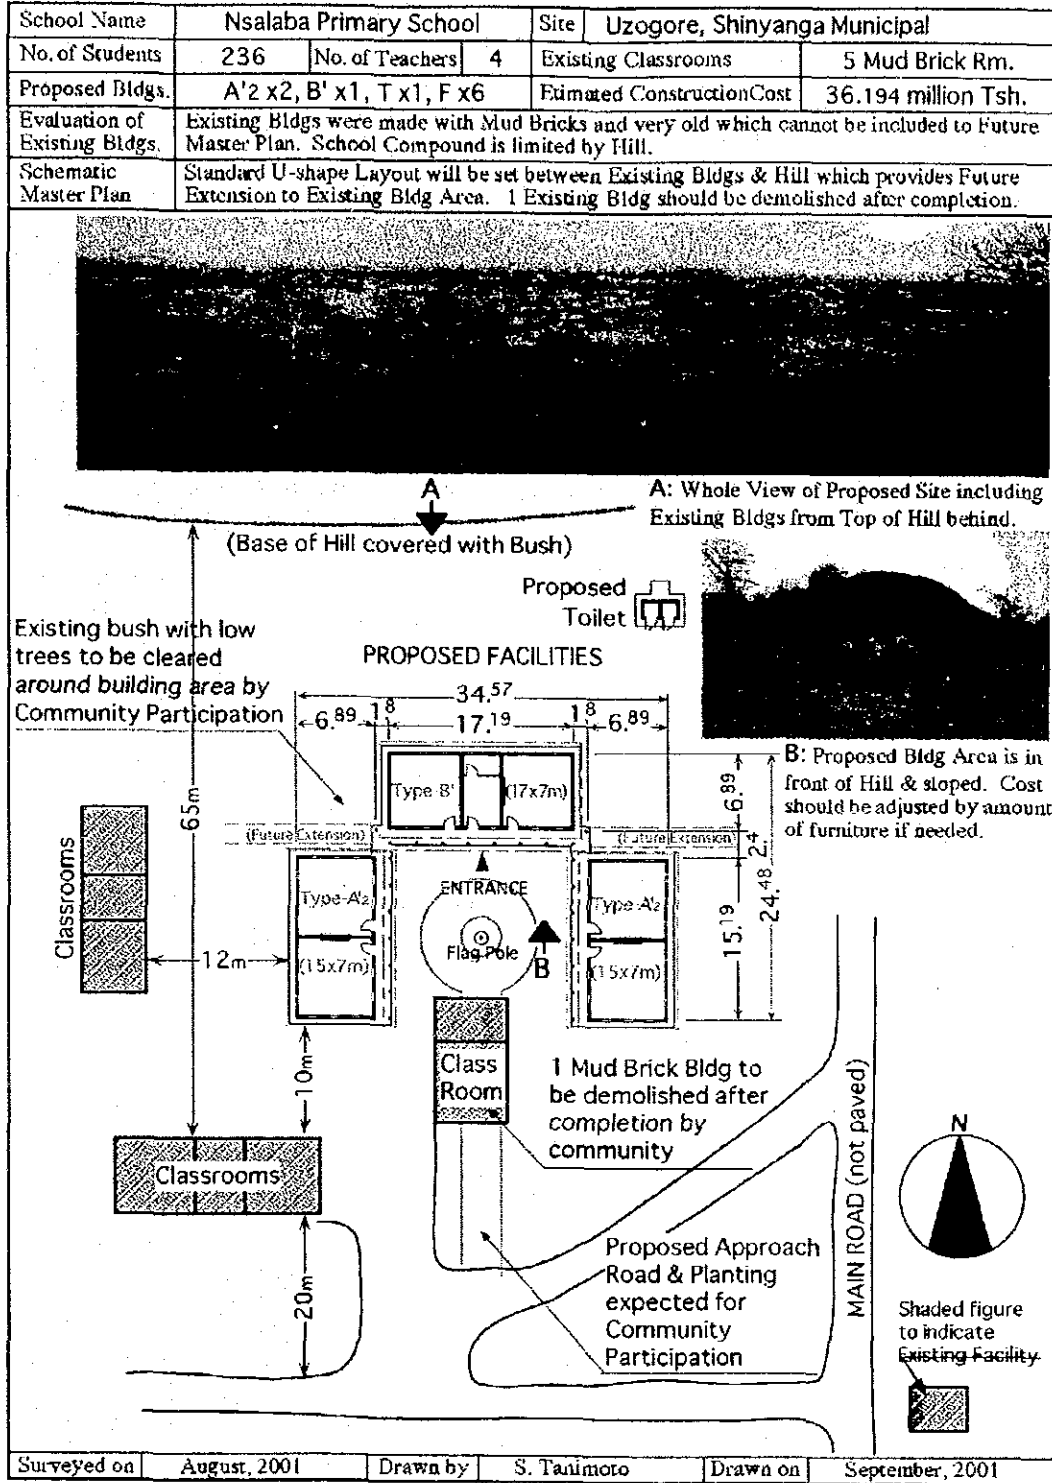 School Name Nsalaba Primary School Site Uzogore, Shinyanga Municipal
No. of Students 236 No. of Teachers 4 Existing Classrooms 5 Mud Brick Rm.
Proposed Bldgs. A'2 x2, B' x1, T x1, F x6 Etimated ConstructionCost 36.194 million Tsh.
Evaluation of Existing Bldgs were made with Mud Bricks and very old which cannot be included to Future
Existing Bldgs. Master Plan. School Compound is limited by Hill.
Schematic Standard U-shape Layout will be set between Existing Bldgs & Hill which provides Future
Master Plan Extension to Existing Bldg Area. 1 Existing Bldg should be demolished after completion.
A
A: Whole View of Proposed Site including
Existing Bldgs from Top of Hill behind.
(Base of Hill covered with Bush)
Proposed
Toilet
Existing bush with low
trees to be cleared
around building area by
Community Participation
PROPOSED FACILITIES
34.57
6.89 1.8 17.19 1.8 6.89
B: Proposed Bldg Area is in
front of Hill & sloped. Cost
should be adjusted by amount
of furniture if needed.
Type-B' (17x7m)
6.89
65m
(Future Extension) (Future Extension)
2.4
24.48
Classrooms
Type-A'2 ENTRANCE Type-A'2
15.19
Flag Pole
12m
(15x7m) B (15x7m)
10m
Class
Room
1 Mud Brick Bldg to
be demolished after
completion by
community
Classrooms
MAIN ROAD (not paved)
N
20m
Proposed Approach
Road & Planting
expected for
Community
Participation
Shaded figure
to indicate
Existing Facility
Surveyed on August, 2001 Drawn by S. Tanimoto Drawn on September, 2001